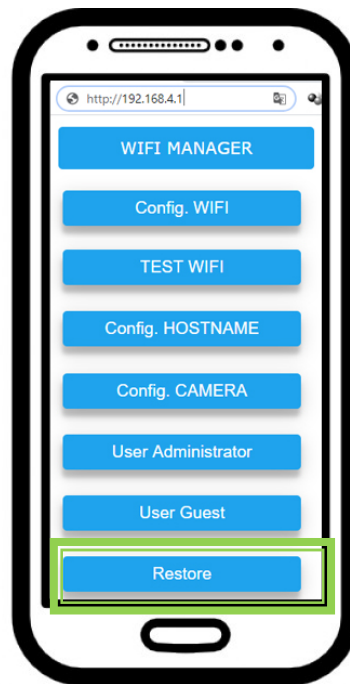 http://192.168.4.1
WIFI MANAGER
Config. WIFI
TEST WIFI
Config. HOSTNAME
Config. CAMERA
User Administrator
User Guest
Restore